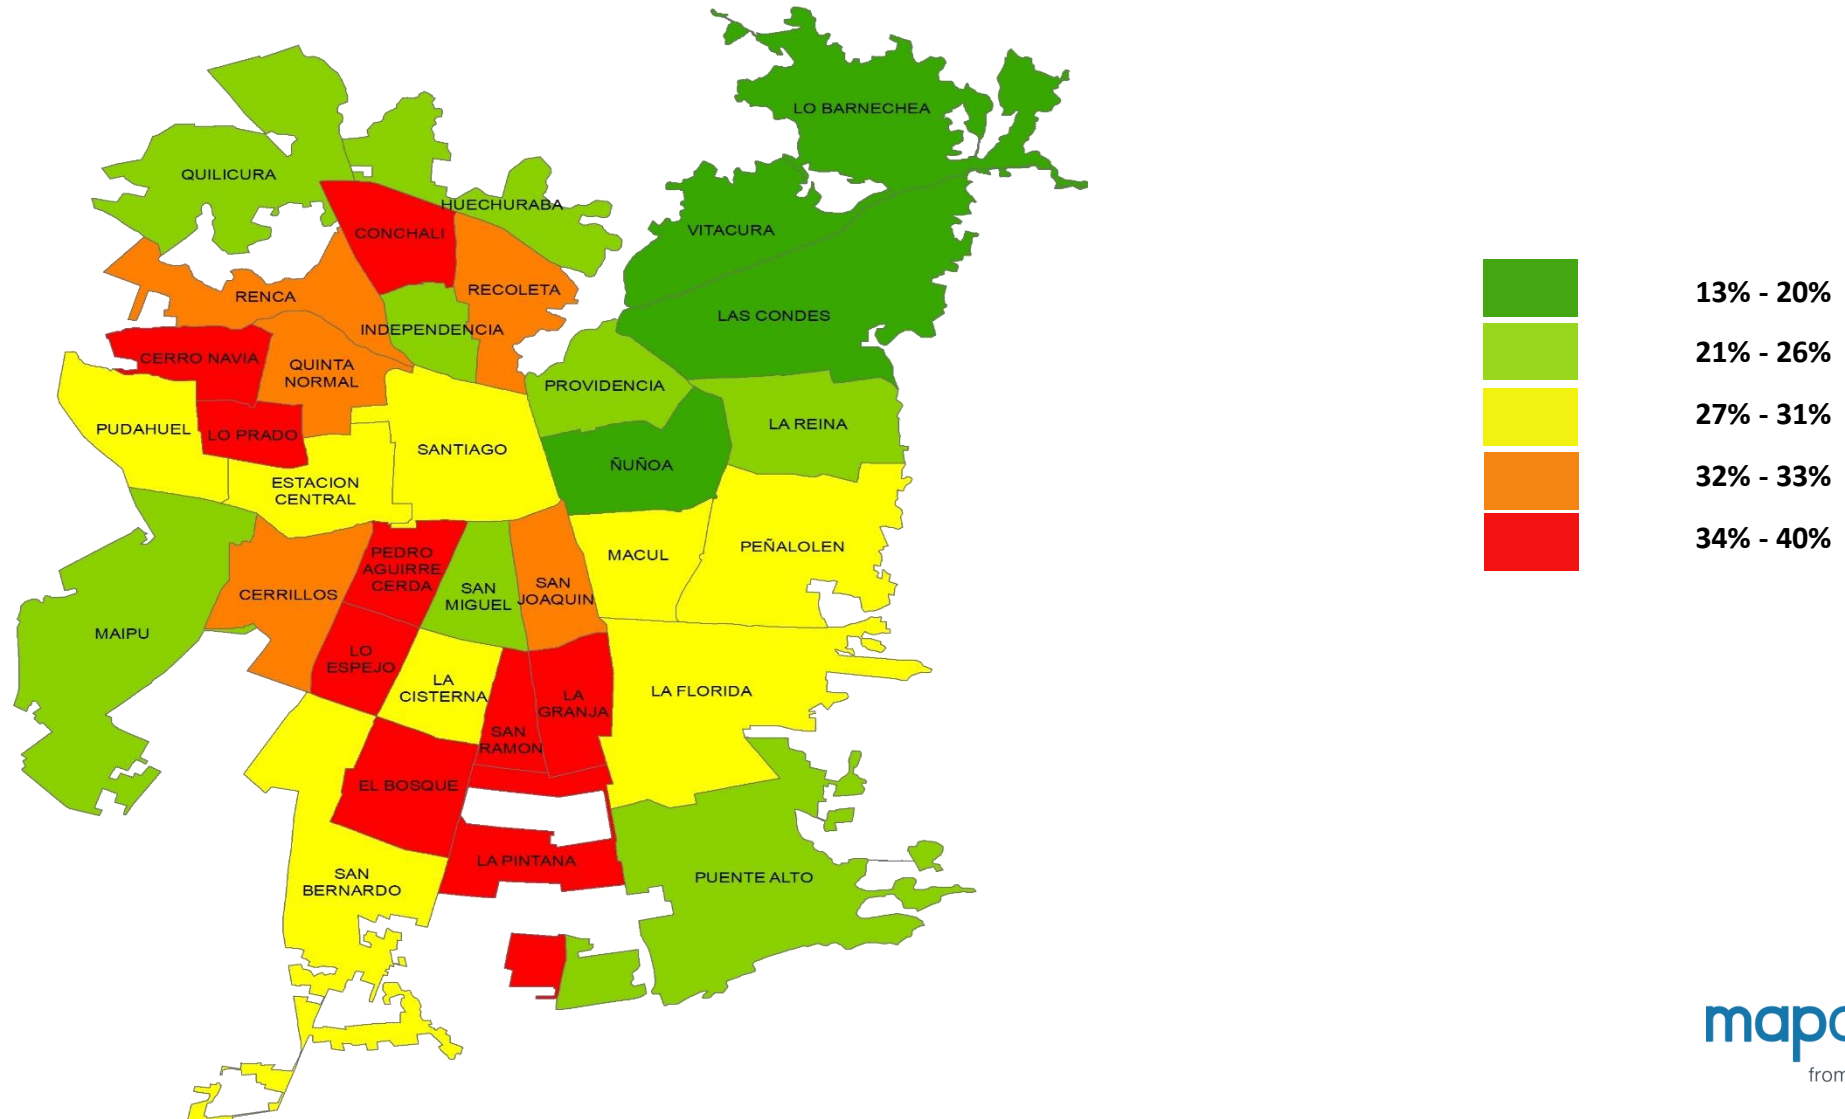 LO BARNECHEA
QUILICURA
HUECHURABA
VITACURA
CONCHALI
RECOLETA
RENCA
LAS CONDES
INDEPENDENCIA
CERRO NAVIA
QUINTA
NORMAL
PROVIDENCIA
LA REINA
PUDAHUEL
LO PRADO
SANTIAGO
ÑUÑOA
ESTACION
CENTRAL
PEDRO
AGUIRRE
CERDA
MACUL
PEÑALOLEN
CERRILLOS
SAN
MIGUEL
SAN
JOAQUIN
MAIPU
LO
ESPEJO
LA
CISTERNA
LA
GRANJA
LA FLORIDA
SAN
RAMON
EL BOSQUE
LA PINTANA
PUENTE ALTO
SAN
BERNARDO
13% - 20%
21% - 26%
27% - 31%
32% - 33%
34% - 40%
from